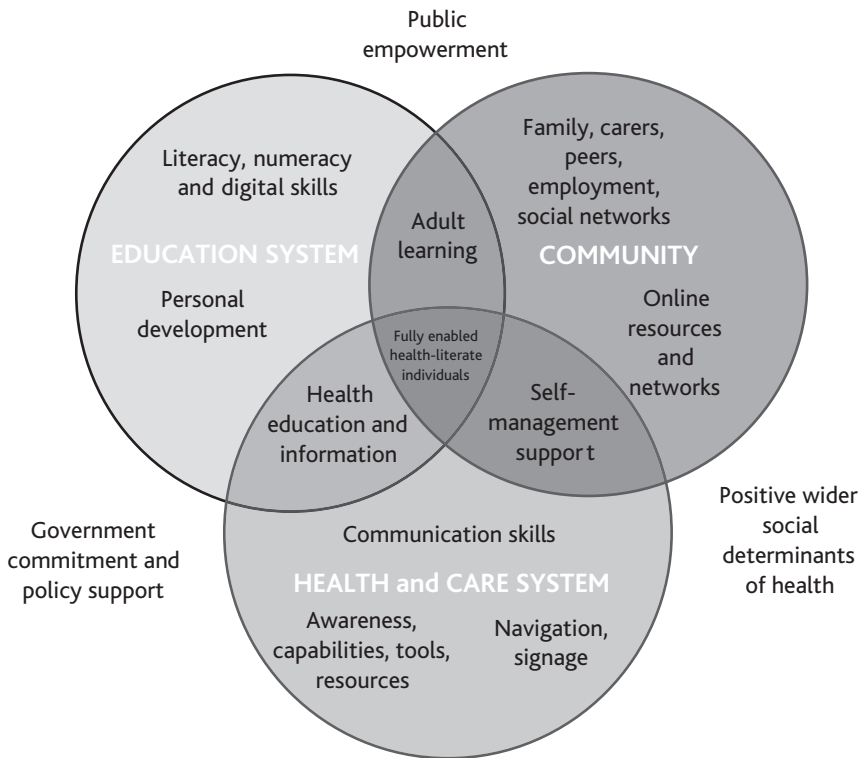 Public
empowerment
Literacy, numeracy
and digital skills
EDUCATION SYSTEM
Personal
development
Adult
learning
Family, carers,
peers,
employment,
social networks
COMMUNITY
Online
resources
and
networks
Fully enabled
health-literate
individuals
Health
education and
information
Self-
management
support
Government
commitment and
policy support
Positive wider
social
determinants
of health
Communication skills
HEALTH and CARE SYSTEM
Awareness,
capabilities, tools,
resources
Navigation,
signage